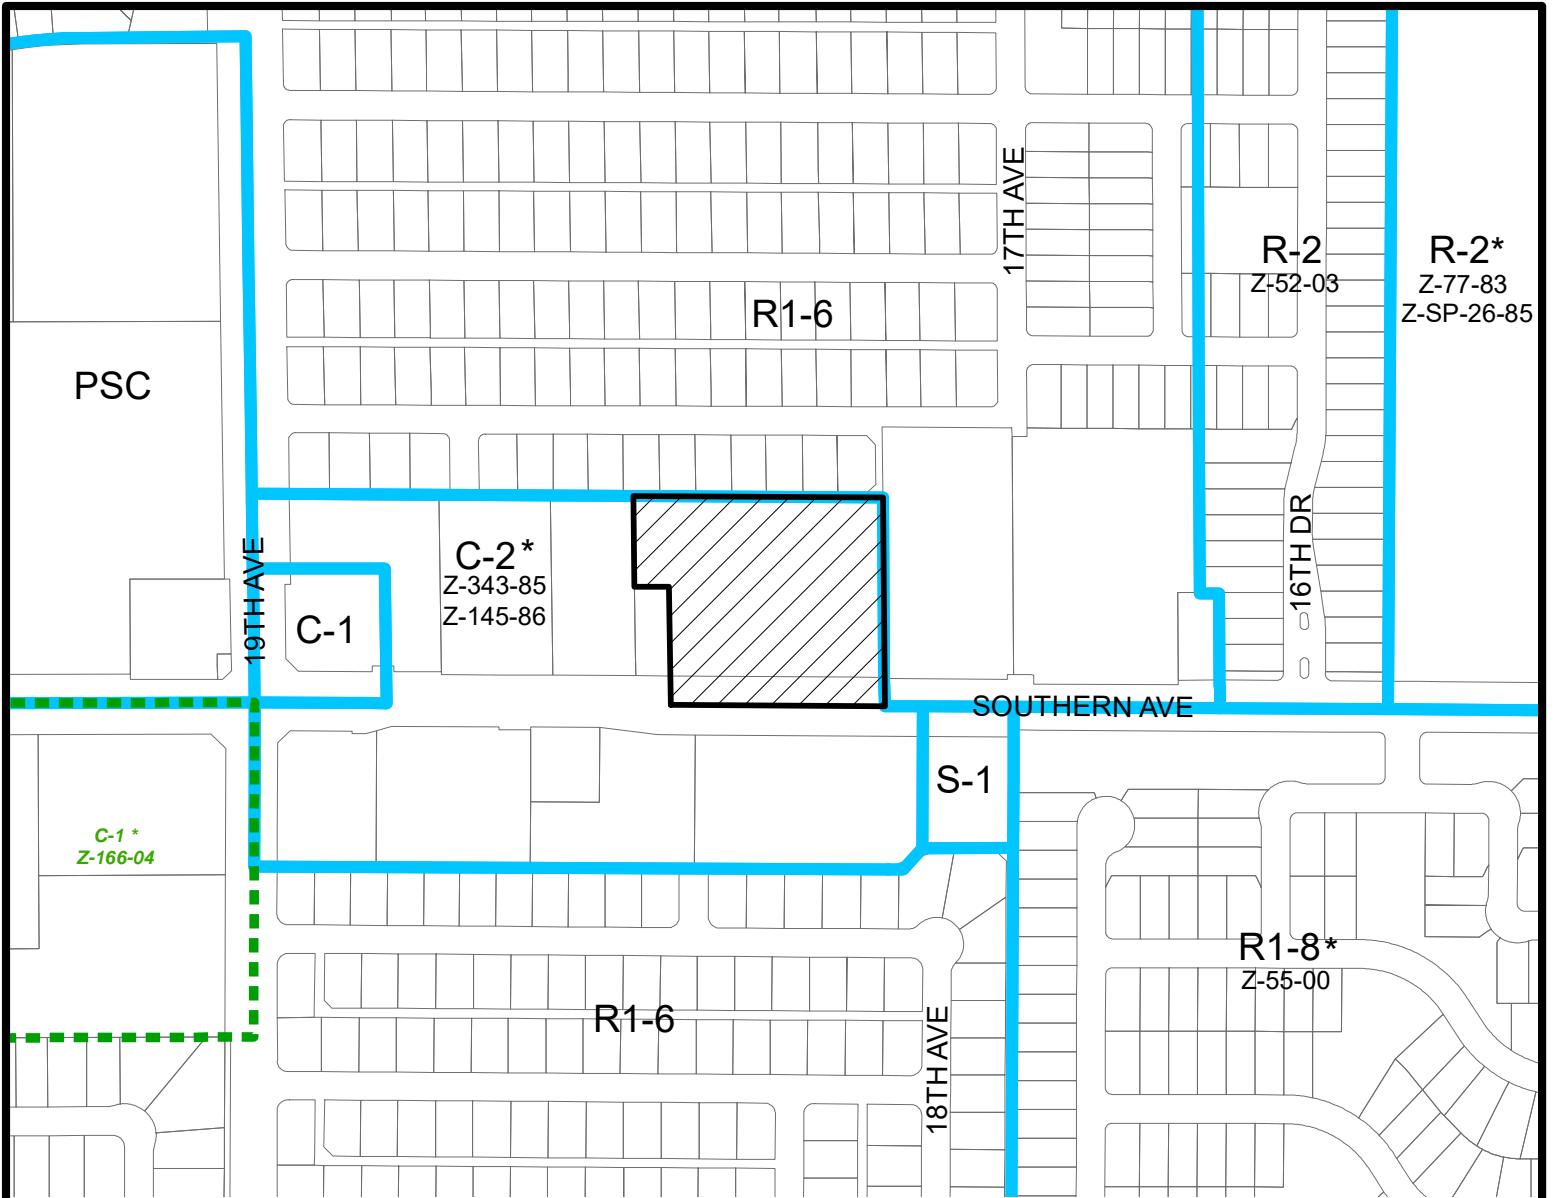 17TH AVE
R-2
Z-52-03
R-2*
Z-77-83
Z-SP-26-85
R1-6
PSC
C-2*
Z-343-85
Z-145-86
19TH AVE
C-1
16TH DR
SOUTHERN AVE
S-1
C-1 *
Z-166-04
R1-8*
Z-55-00
R1-6
18TH AVE